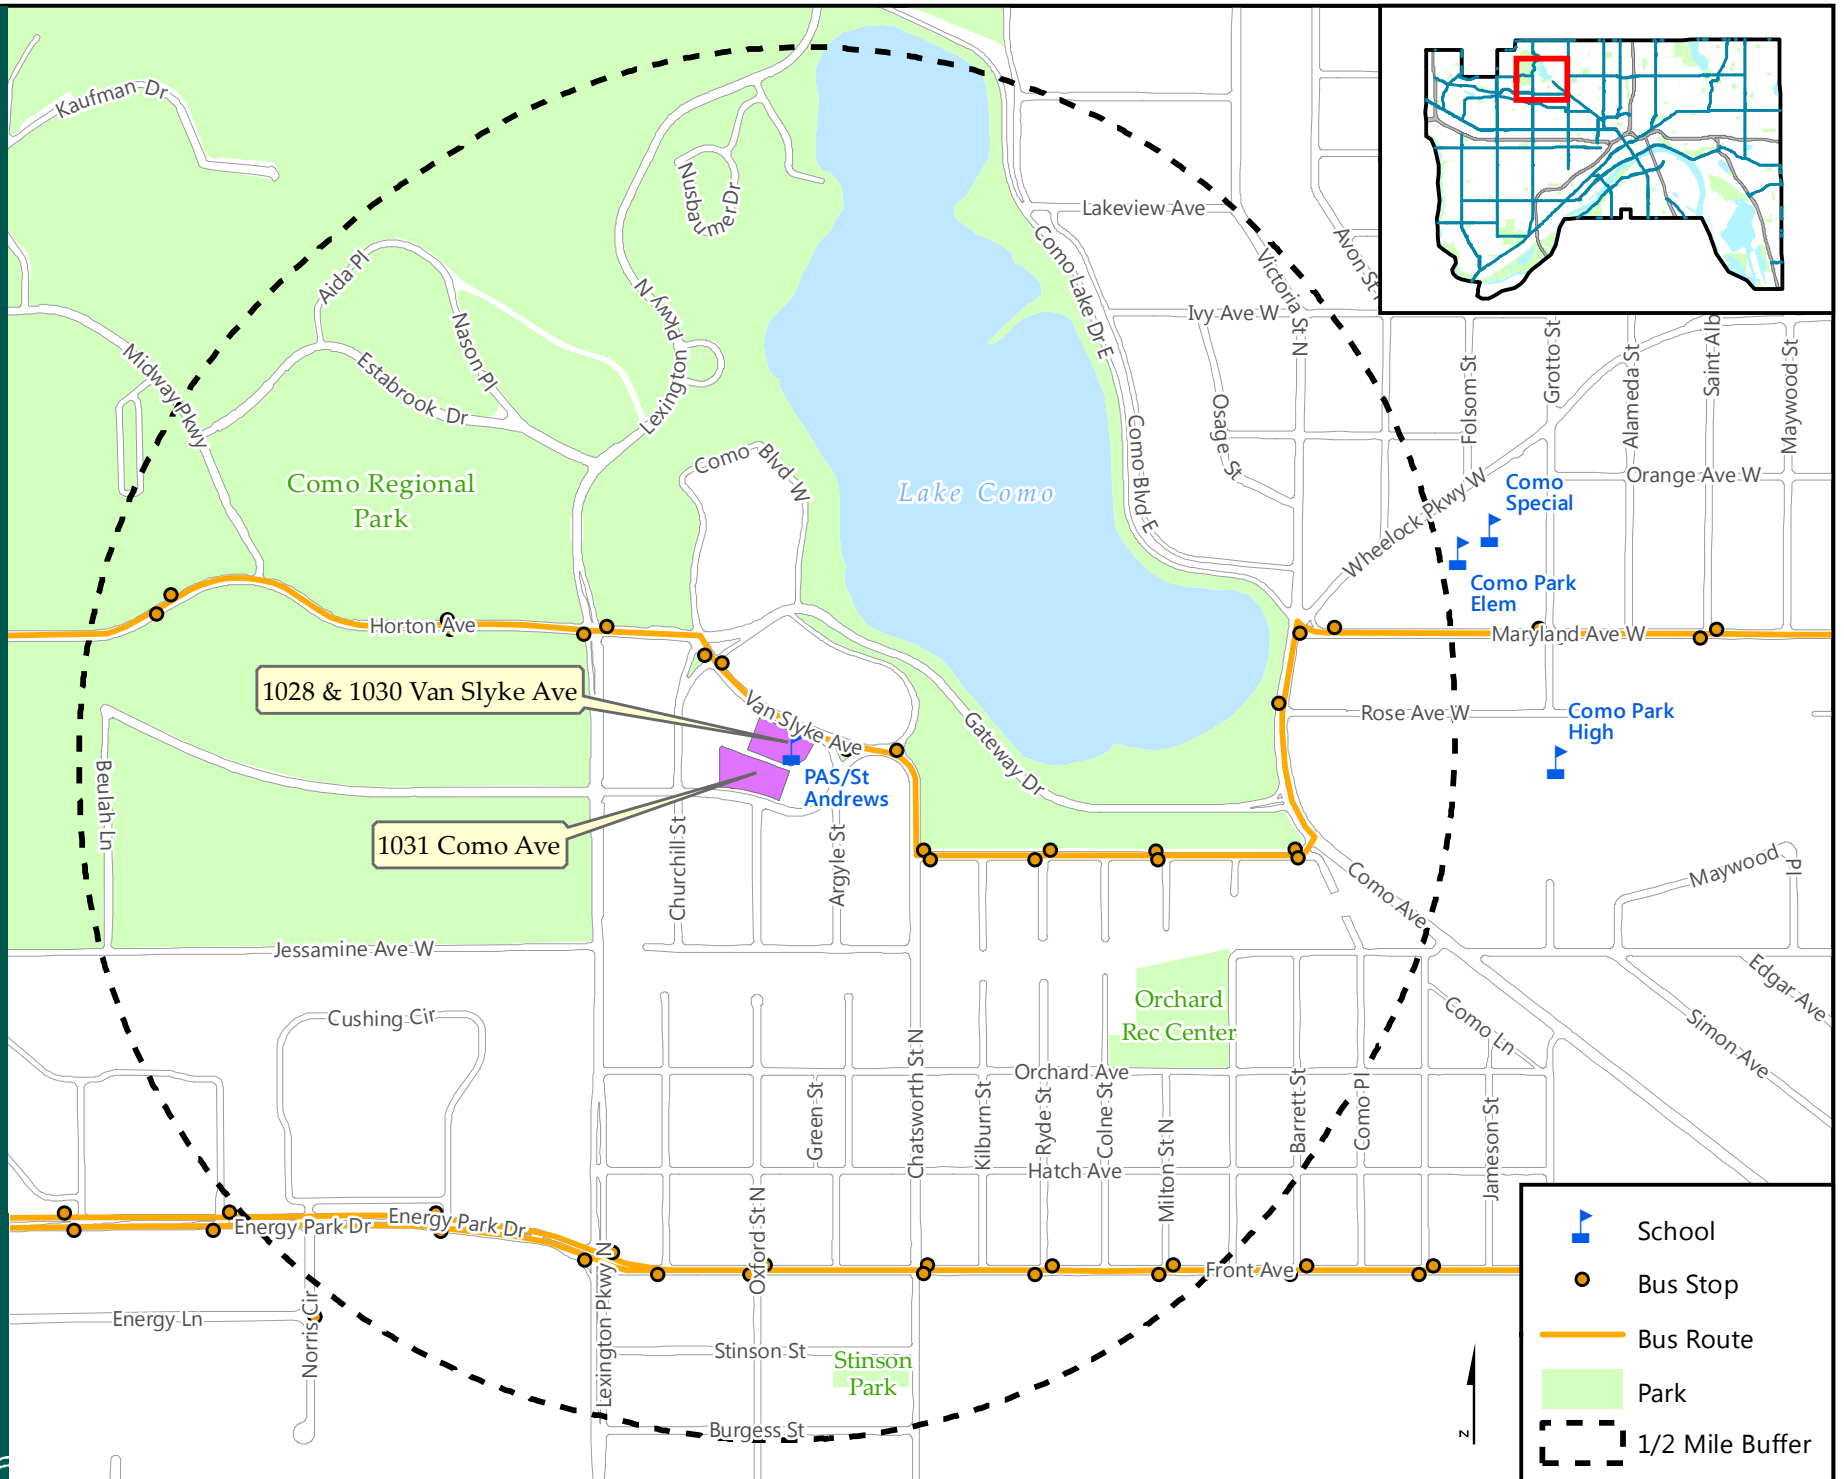 Kaufman Dr
Nusbaumer Dr
Lakeview Ave
Como Lake Dr E
Victoria St N
Avon St
Aida Pl
Nason Pl
Lexington Pkwy N
Ivy Ave W
Midway Pkwy
Estabrook Dr
Osage St
Folsom St
Grotto St
Alameda St
Saint Alb
Maywood St
Como Blvd W
Como Blvd E
Como Regional
Park
Lake Como
Wheelock Pkwy W
Orange Ave W
Como
Special
Como Park
Elem
Horton Ave
Maryland Ave W
1028 & 1030 Van Slyke Ave
Van Slyke Ave
Gateway Dr
Rose Ave W
Como Park
High
PAS/St
Andrews
Beulah Ln
1031 Como Ave
Churchill St
Argyle St
Como Ave
Maywood Pl
Jessamine Ave W
Edgar Ave
Simon Ave
Como Ln
Cushing Cir
Orchard
Rec Center
Orchard Ave
Green St
Chatsworth St N
Kilburn St
Ryde St
Colne St
Milton St N
Barrett St
Como Pl
Jameson St
Hatch Ave
Energy Park Dr
Energy Park Dr
Oxford St N
Lexington Pkwy N
Front Ave
Energy Ln
Norris Cir
Stinson St
Stinson
Park
Burgess St
z
School
Bus Stop
Bus Route
Park
1/2 Mile Buffer